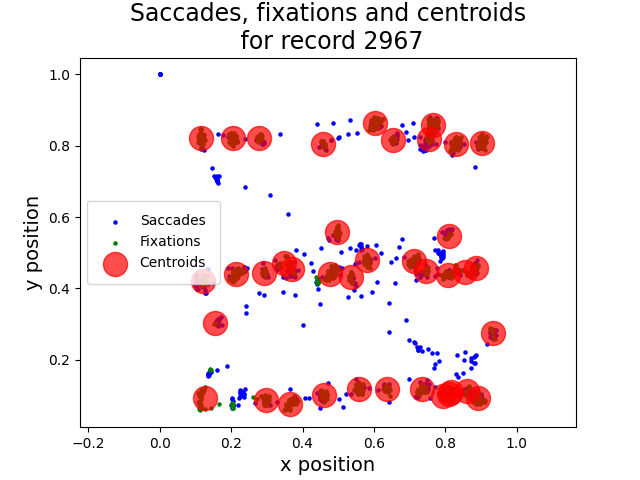 Saccades, fixations and centroids
for record 2967
1.0
0.8
0.6
0.4
0.2
y position
Saccades
Fixations
Centroids
−0.2 0.0 0.2 0.4 0.6 0.8 1.0
x position